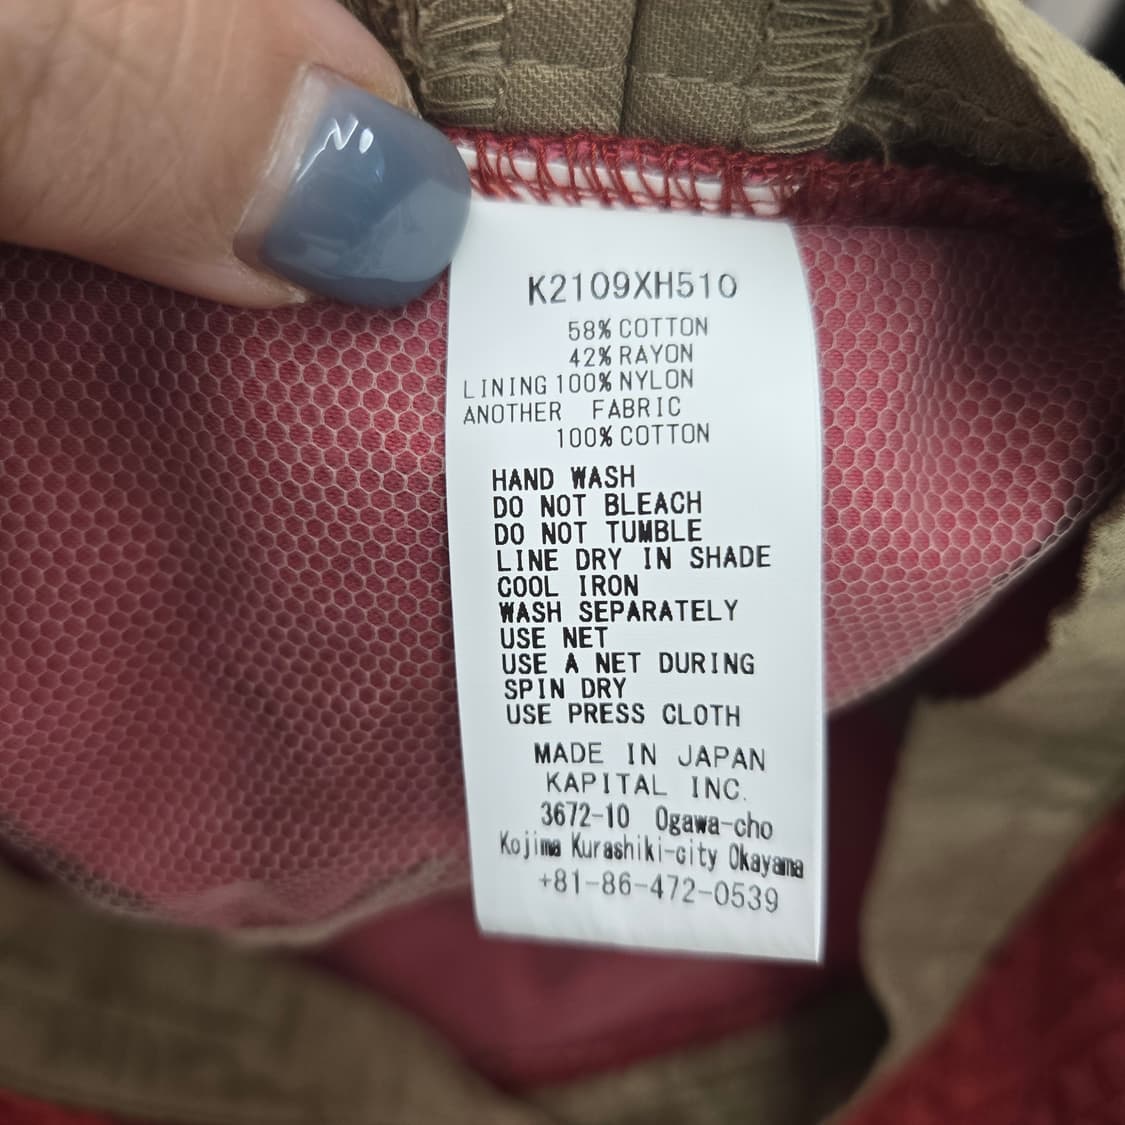 K2109XH510
58% COTTON
42% RAYON
LINING 100% NYLON
ANOTHER FABRIC
100% COTTON
HAND WASH
DO NOT BLEACH
DO NOT TUMBLE
LINE DRY IN SHADE
COOL IRON
WASH SEPARATELY
USE NET
USE A NET DURING
SPIN DRY
USE PRESS CLOTH
MADE IN JAPAN
KAPITAL INC.
3672-10 Ogawa-cho
Kojima Kurashiki-city Okayama
+81-86-472-0539